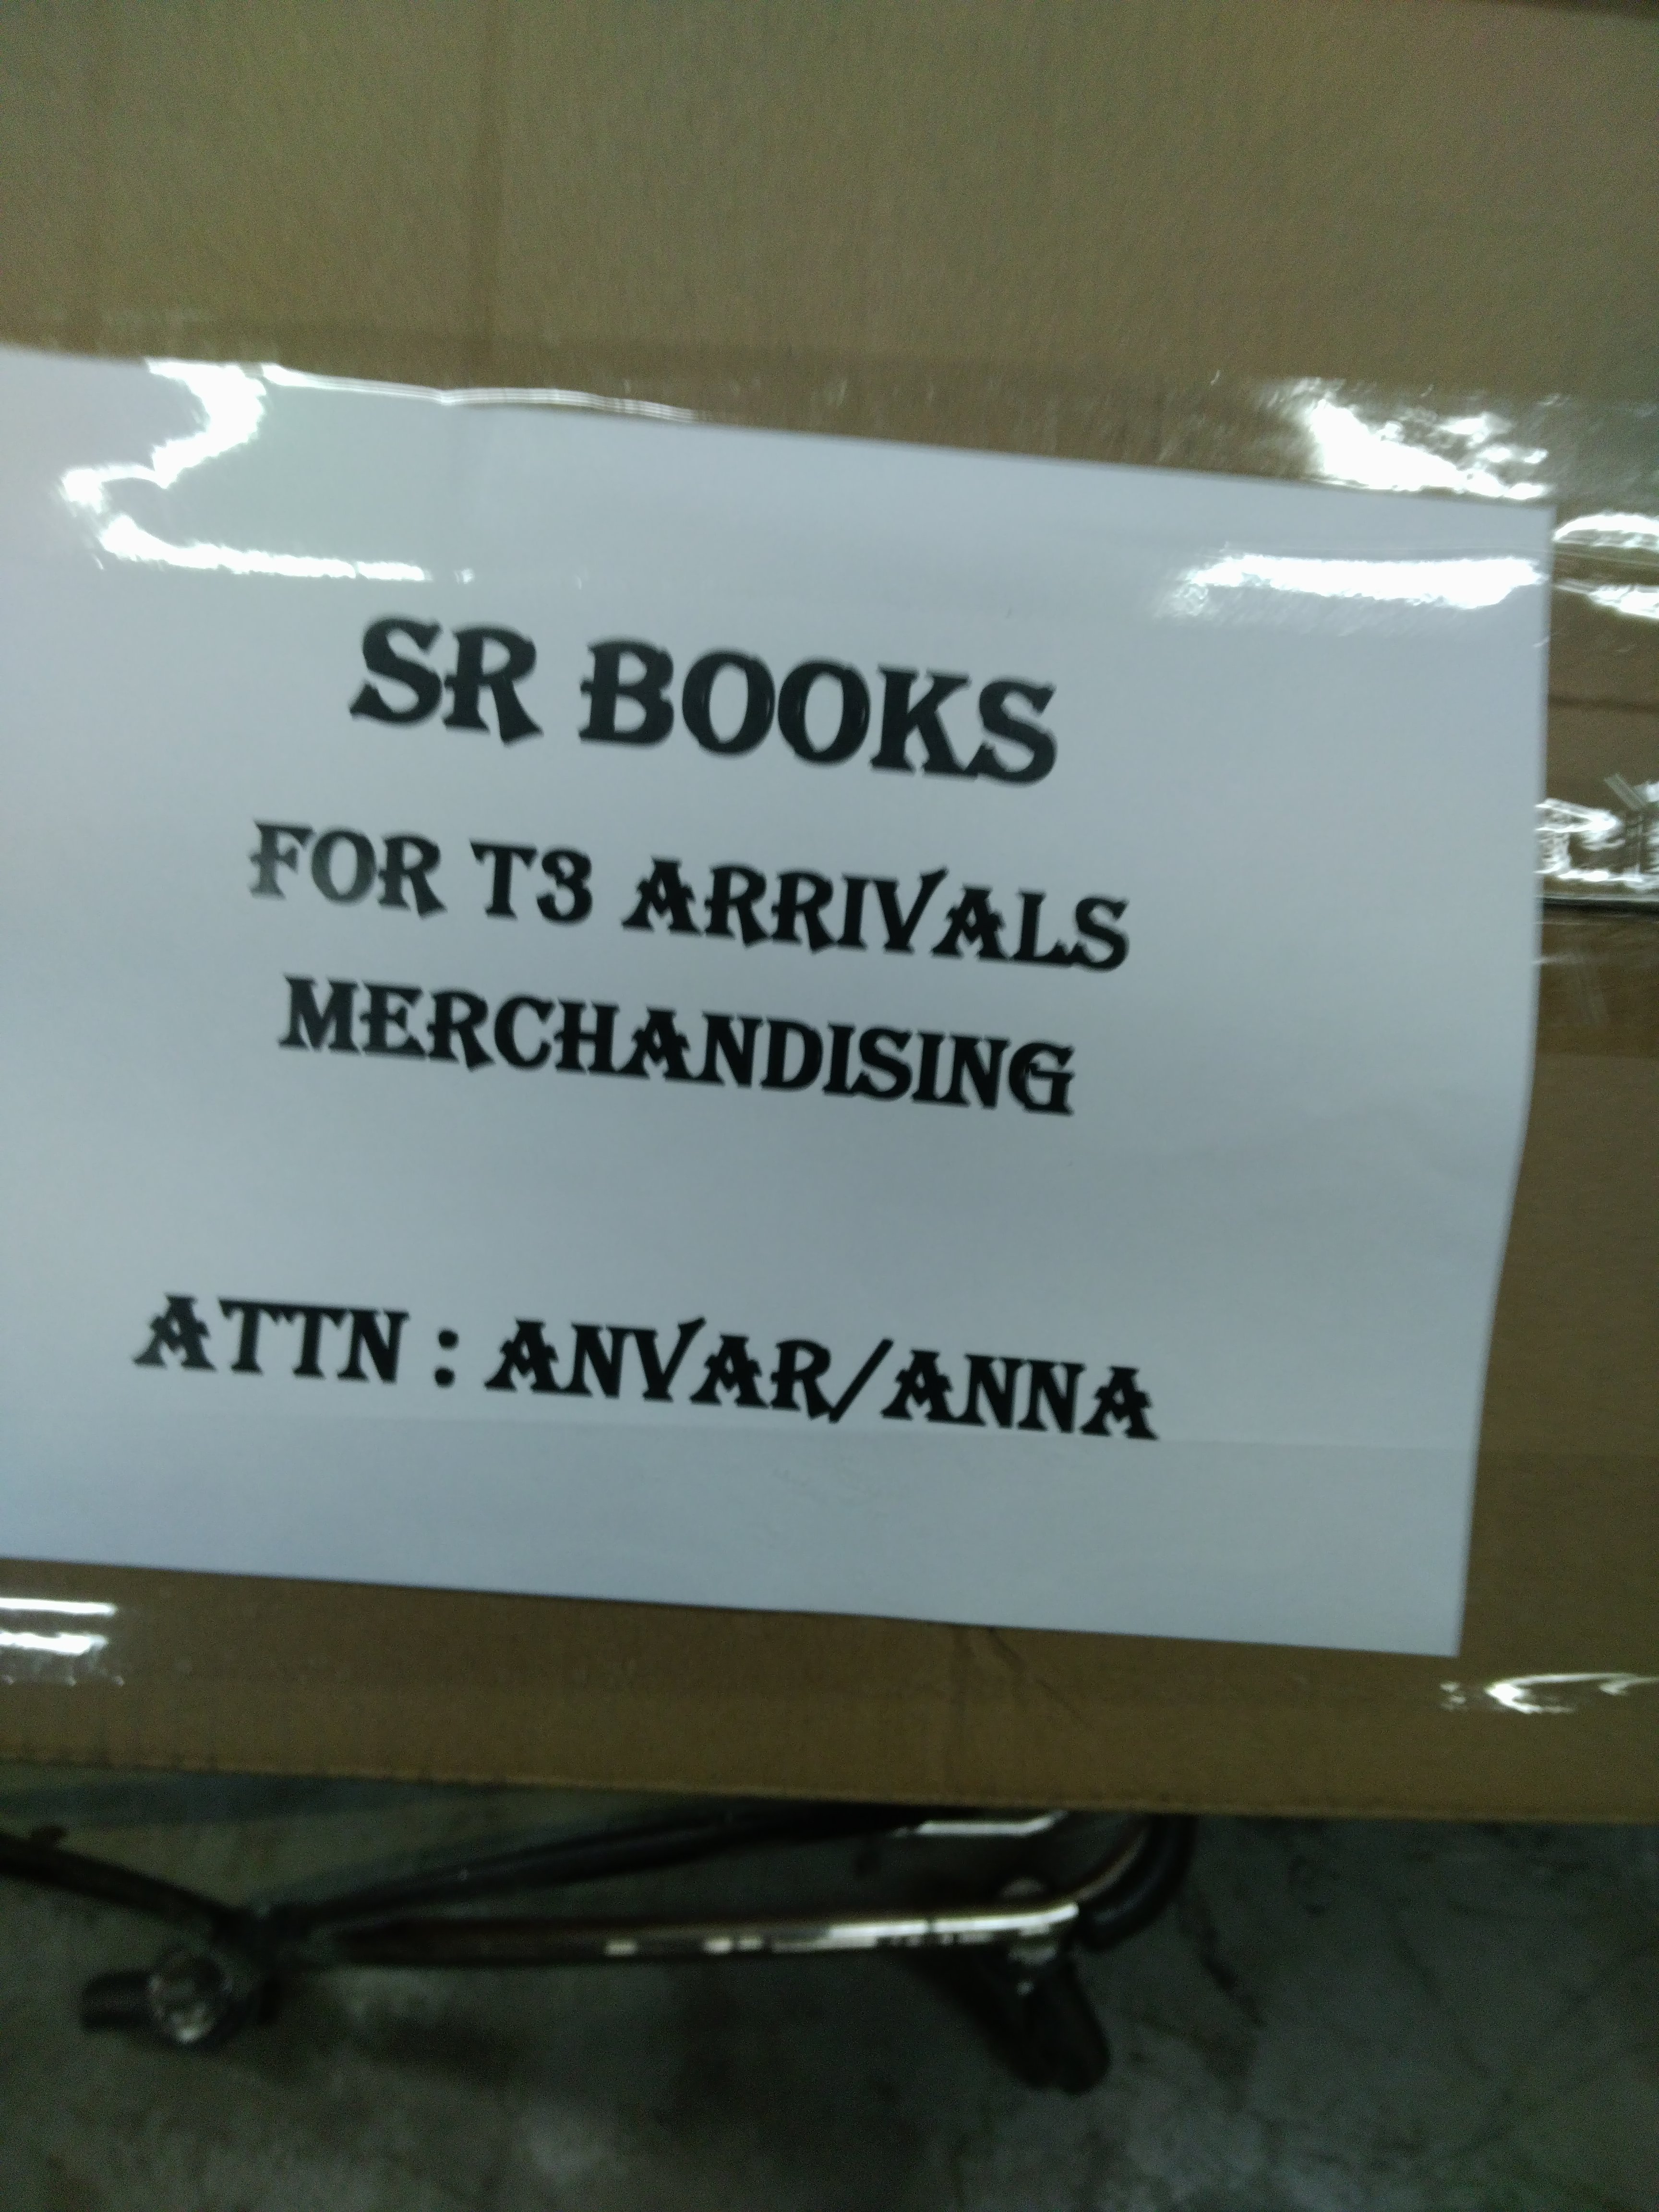 SR BOOKS
FOR T3 ARRIVALS
MERCHANDISING
ATTN : ANVAR/ANNA